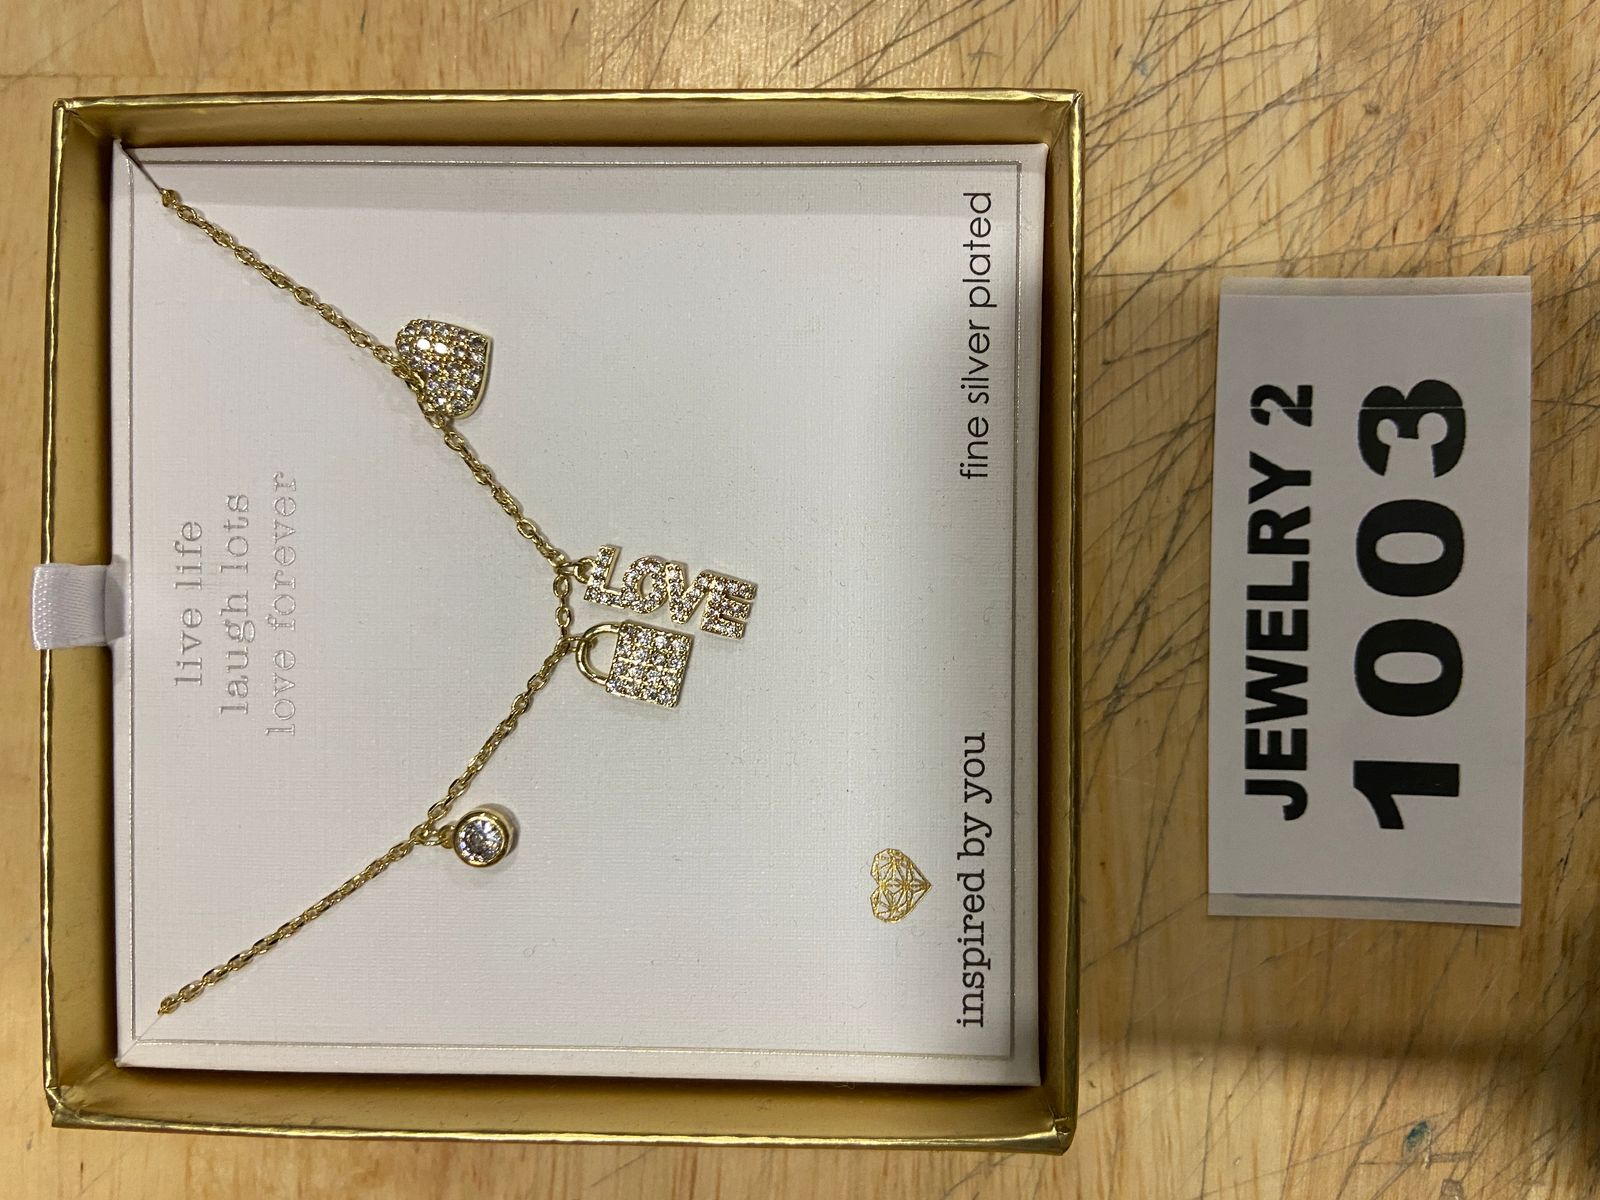 live life
laugh lots
love forever
LOVE
inspired by you
fine silver plated
JEWELRY 2
1003